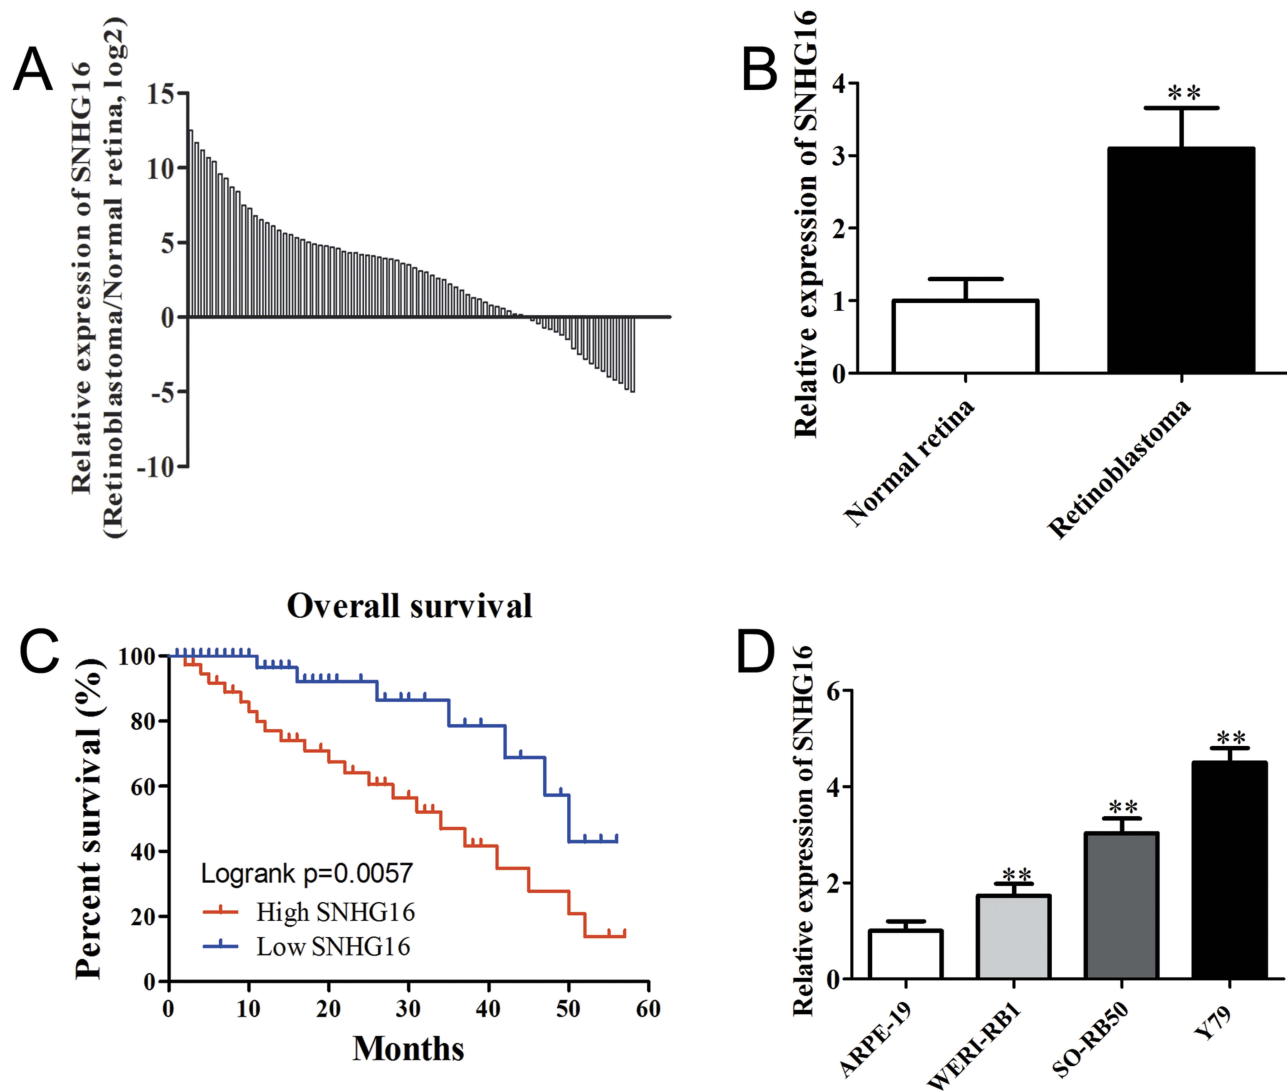 A
Relative expression of SNHG16
(Retinoblastoma/Normal retina, log2)
15
10
5
0
-5
-10
B
Relative expression of SNHG16
4
3
2
1
0
**
Normal retina
Retinoblastoma
C
Overall survival
Percent survival (%)
100
80
60
40
20
0
Logrank p=0.0057
High SNHG16
Low SNHG16
0 10 20 30 40 50 60
Months
D
Relative expression of SNHG16
6
4
2
0
**
**
**
ARPE-19
WERI-RB1
SO-RB50
Y79